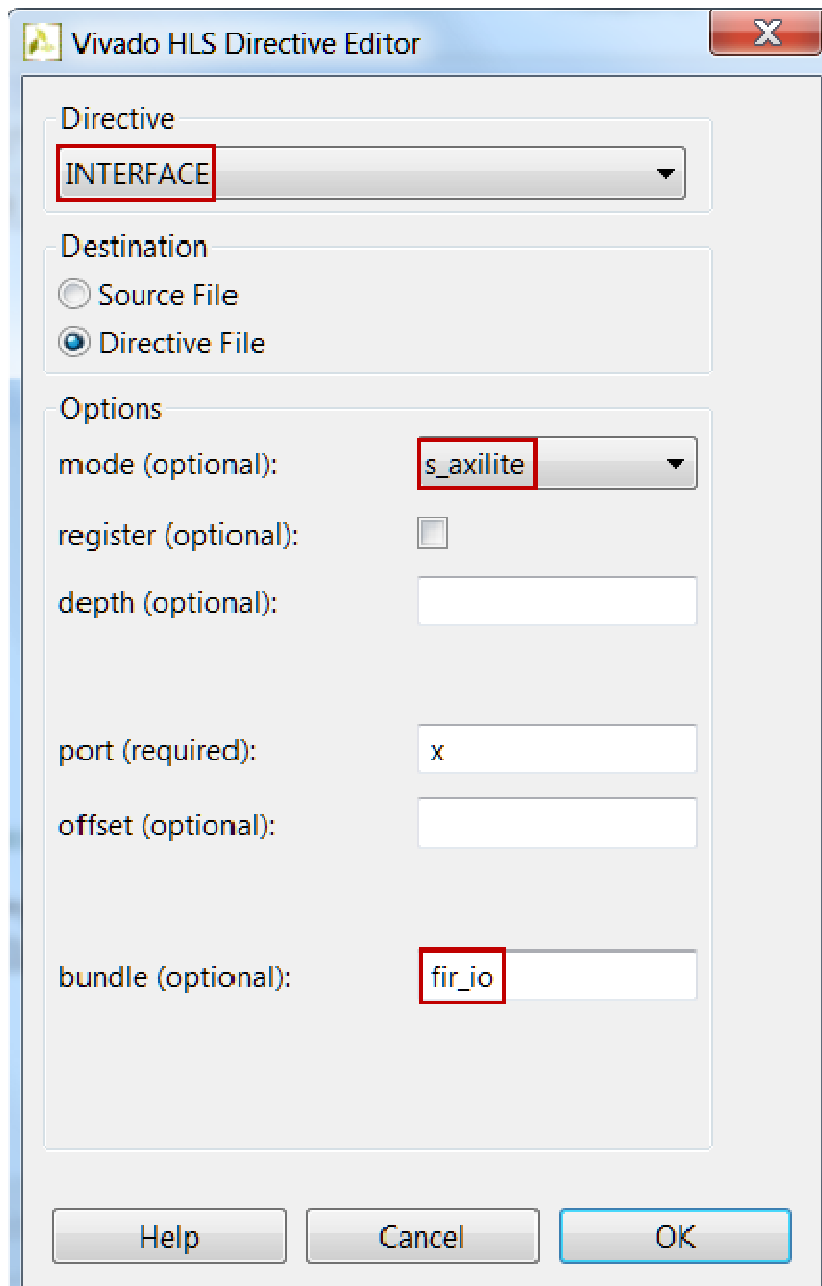 Vivado HLS Directive Editor
Directive
INTERFACE
Destination
Source File
Directive File
Options
mode (optional): s_axilite
register (optional):
depth (optional):
port (required): x
offset (optional):
bundle (optional): fir_io
Help Cancel OK